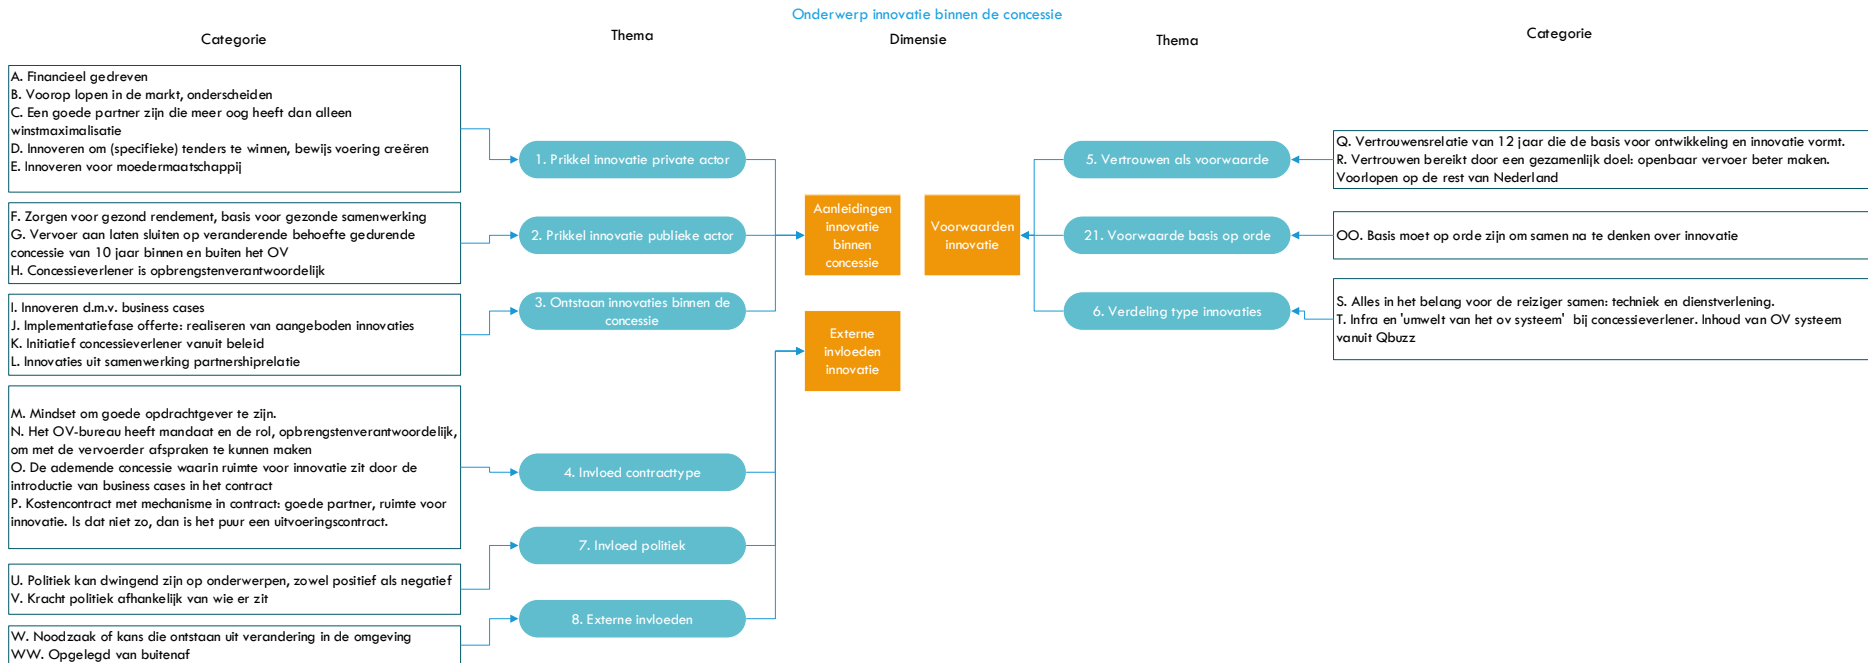 Onderwerp innovatie binnen de concessie
Categorie
Thema
Dimensie
Thema
Categorie
A. Financieel gedreven
B. Voorop lopen in de markt, onderscheiden
C. Een goede partner zijn die meer oog heeft dan alleen
winstmaximalisatie
D. Innoveren om (specifieke) tenders te winnen, bewijs voering creëren
E. Innoveren voor moedermaatschappij
F. Zorgen voor gezond rendement, basis voor gezonde samenwerking
G. Vervoer aan laten sluiten op veranderende behoefte gedurende
concessie van 10 jaar binnen en buiten het OV
H. Concessieverlener is opbrengstenverantwoordelijk
I. Innoveren d.m.v. business cases
J. Implementatiefase offerte: realiseren van aangeboden innovaties
K. Initiatief concessieverlener vanuit beleid
L. Innovaties uit samenwerking partnershiprelatie
M. Mindset om goede opdrachtgever te zijn.
N. Het OV-bureau heeft mandaat en de rol, opbrengstenverantwoordelijk,
om met de vervoerder afspraken te kunnen maken
O. De ademende concessie waarin ruimte voor innovatie zit door de
introductie van business cases in het contract
P. Kostencontract met mechanisme in contract: goede partner, ruimte voor
innovatie. Is dat niet zo, dan is het puur een uitvoeringscontract.
U. Politiek kan dwingend zijn op onderwerpen, zowel positief als negatief
V. Kracht politiek afhankelijk van wie er zit
W. Noodzaak of kans die ontstaan uit verandering in de omgeving
WW. Opgelegd van buitenaf
1. Prikkel innovatie private actor
2. Prikkel innovatie publieke actor
3. Ontstaan innovaties binnen de
concessie
4. Invloed contracttype
7. Invloed politiek
8. Externe invloeden
Aanleidingen
innovatie
binnen
concessie
Externe
invloeden
innovatie
Voorwaarden
innovatie
5. Vertrouwen als voorwaarde
21. Voorwaarde basis op orde
6. Verdeling type innovaties
Q. Vertrouwensrelatie van 12 jaar die de basis voor ontwikkeling en innovatie vormt.
R. Vertrouwen bereikt door een gezamenlijk doel: openbaar vervoer beter maken.
Voorlopen op de rest van Nederland
OO. Basis moet op orde zijn om samen na te denken over innovatie
S. Alles in het belang voor de reiziger samen: techniek en dienstverlening.
T. Infra en 'umwelt van het ov systeem' bij concessieverlener. Inhoud van OV systeem
vanuit Qbuzz